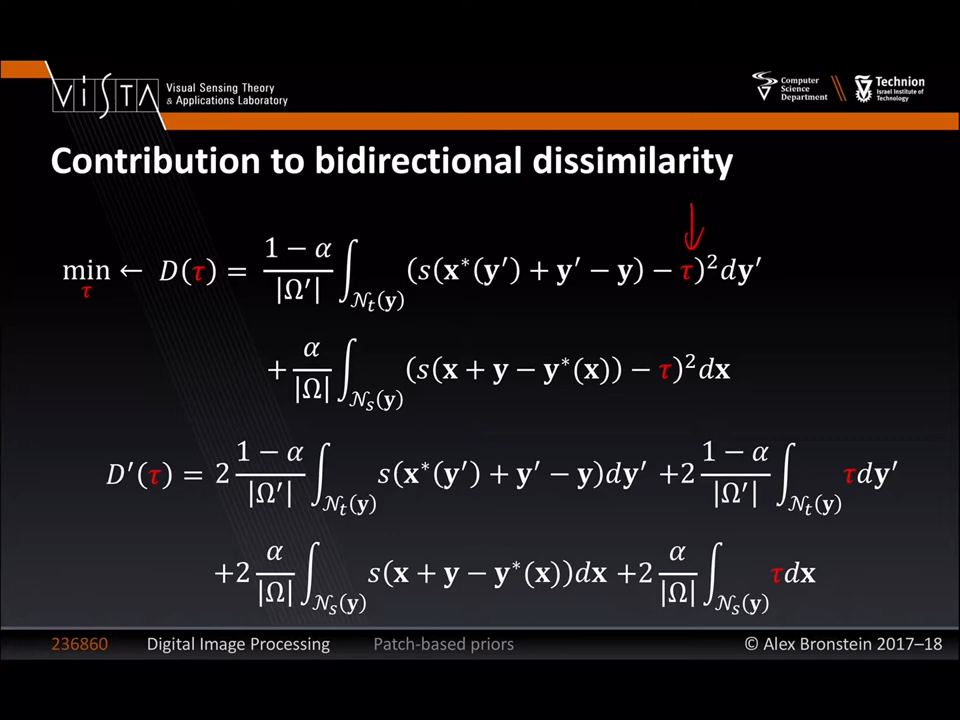 ViSTA Visual Sensing Theory & Applications Laboratory
Computer Science Department
Technion Israel Institute of Technology
Contribution to bidirectional dissimilarity
min_τ ← D(τ) = (1 − α)/|Ω′| ∫_{𝒩_t(𝐲)} (s(𝐱*(𝐲′) + 𝐲′ − 𝐲) − τ)² d𝐲′
+ α/|Ω| ∫_{𝒩_s(𝐲)} (s(𝐱 + 𝐲 − 𝐲*(𝐱)) − τ)² d𝐱
D′(τ) = 2 (1 − α)/|Ω′| ∫_{𝒩_t(𝐲)} s(𝐱*(𝐲′) + 𝐲′ − 𝐲)d𝐲′ +2 (1 − α)/|Ω′| ∫_{𝒩_t(𝐲)} τd𝐲′
+2 α/|Ω| ∫_{𝒩_s(𝐲)} s(𝐱 + 𝐲 − 𝐲*(𝐱))d𝐱 +2 α/|Ω| ∫_{𝒩_s(𝐲)} τd𝐱
236860 Digital Image Processing Patch-based priors © Alex Bronstein 2017–18